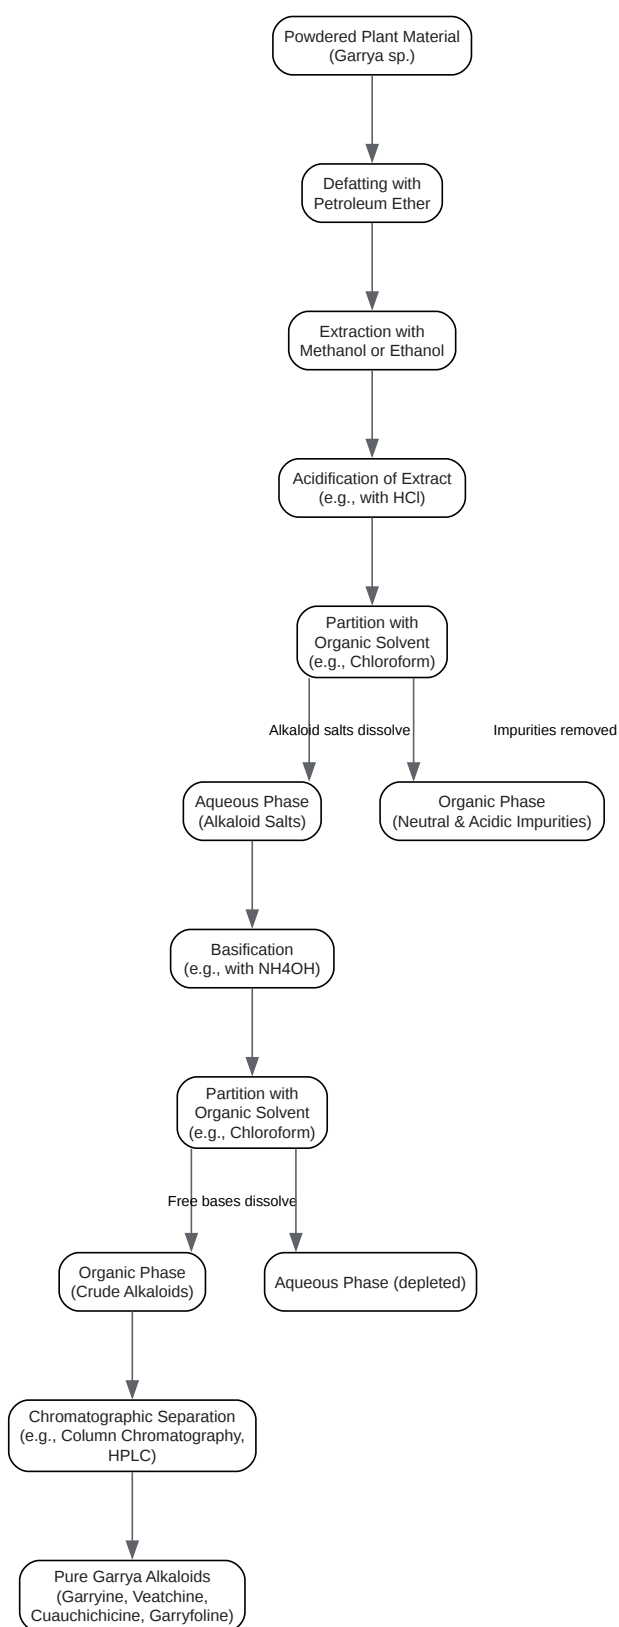 Powdered Plant Material
(Garrya sp.)
Defatting with
Petroleum Ether
Extraction with
Methanol or Ethanol
Acidification of Extract
(e.g., with HCl)
Partition with
Organic Solvent
(e.g., Chloroform)
Alkaloid salts dissolve
Impurities removed
Aqueous Phase
(Alkaloid Salts)
Organic Phase
(Neutral & Acidic Impurities)
Basification
(e.g., with NH4OH)
Partition with
Organic Solvent
(e.g., Chloroform)
Free bases dissolve
Organic Phase
(Crude Alkaloids)
Aqueous Phase (depleted)
Chromatographic Separation
(e.g., Column Chromatography,
HPLC)
Pure Garrya Alkaloids
(Garryine, Veatchine,
Cuauchichicine, Garryfoline)